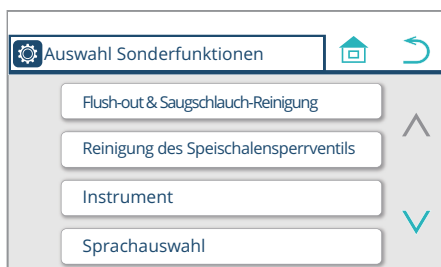 Auswahl Sonderfunktionen
Flush-out & Saugschlauch-Reinigung
Reinigung des Speischalensperrventils
Instrument
Sprachauswahl